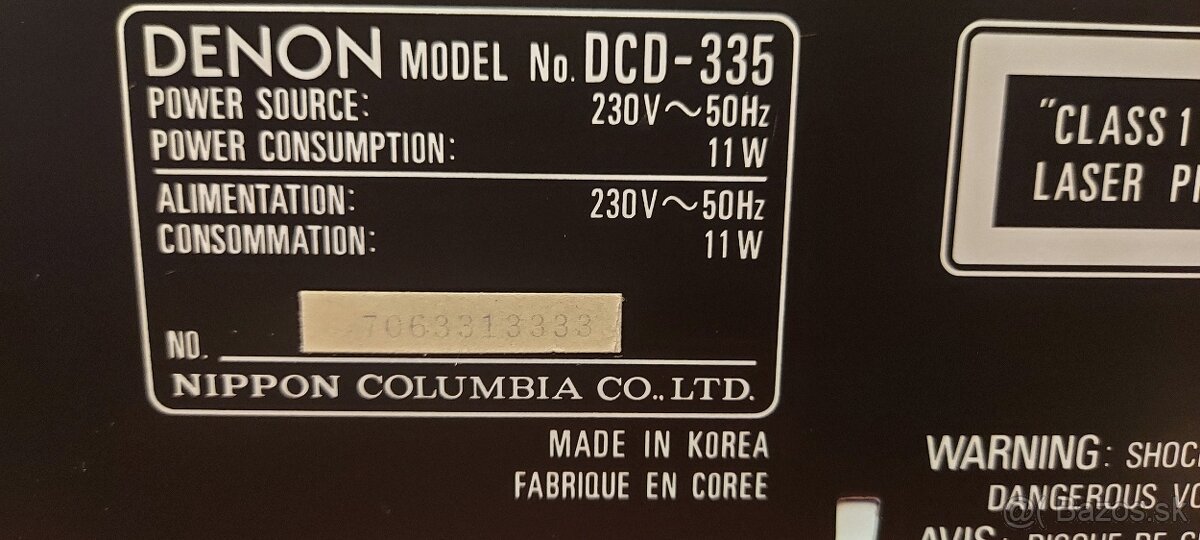 DENON MODEL No. DCD-335
POWER SOURCE: 230V～50Hz
POWER CONSUMPTION: 11W
ALIMENTATION: 230V～50Hz
CONSOMMATION: 11W
NO. 7063313333
NIPPON COLUMBIA CO., LTD.
MADE IN KOREA
FABRIQUE EN COREE
"CLASS 1
LASER
WARNING: SHOC
DANGEROUS VO
AVIS: RISQUE DE
Bazos.sk